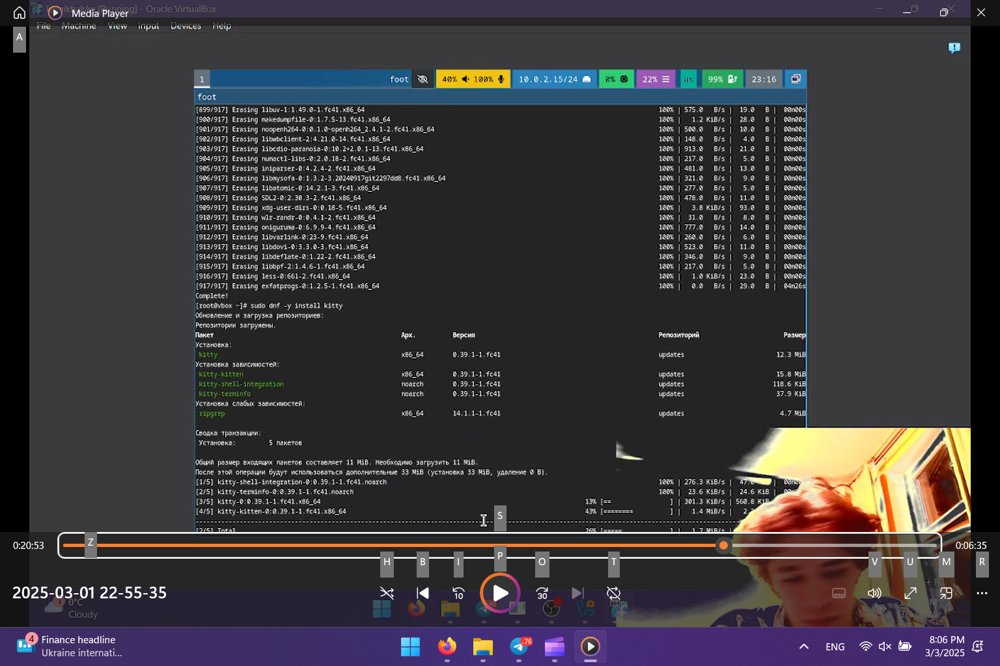 Media Player
[Running] - Oracle VirtualBox
File Machine View Input Devices Help
A
1
foot
40% 100%
10.0.2.15/24
0%
22%
us
99%
23:16
foot
[899/917] Erasing libuv-1:1.49.0-1.fc41.x86_64 100% | 575.0 B/s | 19.0 B | 00m00s
[900/917] Erasing makedumpfile-0:1.7.5-13.fc41.x86_64 100% | 1.2 KiB/s | 28.0 B | 00m00s
[901/917] Erasing noopenh264-0:0.1.0~openh264_2.4.1-2.fc41.x86_64 100% | 500.0 B/s | 10.0 B | 00m00s
[902/917] Erasing libwbclient-2:4.21.0-14.fc41.x86_64 100% | 148.0 B/s | 4.0 B | 00m00s
[903/917] Erasing libcdio-paranoia-0:10.2+2.0.1-13.fc41.x86_64 100% | 913.0 B/s | 21.0 B | 00m00s
[904/917] Erasing numactl-libs-0:2.0.18-2.fc41.x86_64 100% | 217.0 B/s | 5.0 B | 00m00s
[905/917] Erasing iniparser-0:4.2.4-2.fc41.x86_64 100% | 481.0 B/s | 13.0 B | 00m00s
[906/917] Erasing libmysofa-0:1.3.2-3.20240917git2297dd8.fc41.x86_64 100% | 321.0 B/s | 9.0 B | 00m00s
[907/917] Erasing libatomic-0:14.2.1-3.fc41.x86_64 100% | 277.0 B/s | 5.0 B | 00m00s
[908/917] Erasing SDL2-0:2.30.3-2.fc41.x86_64 100% | 478.0 B/s | 11.0 B | 00m00s
[909/917] Erasing xdg-user-dirs-0:0.18-5.fc41.x86_64 100% | 3.8 KiB/s | 93.0 B | 00m00s
[910/917] Erasing wlr-randr-0:0.4.1-2.fc41.x86_64 100% | 31.0 B/s | 8.0 B | 00m00s
[911/917] Erasing oniguruma-0:6.9.9-4.fc41.x86_64 100% | 777.0 B/s | 14.0 B | 00m00s
[912/917] Erasing libvarlink-0:23-9.fc41.x86_64 100% | 260.0 B/s | 6.0 B | 00m00s
[913/917] Erasing libdovi-0:3.3.0-3.fc41.x86_64 100% | 523.0 B/s | 11.0 B | 00m00s
[914/917] Erasing libdeflate-0:1.22-2.fc41.x86_64 100% | 346.0 B/s | 9.0 B | 00m00s
[915/917] Erasing libbpf-2:1.4.6-1.fc41.x86_64 100% | 217.0 B/s | 5.0 B | 00m00s
[916/917] Erasing less-0:661-2.fc41.x86_64 100% | 1.0 KiB/s | 23.0 B | 00m00s
[917/917] Erasing exfatprogs-0:1.2.5-1.fc41.x86_64 100% | 0.0 B/s | 29.0 B | 04m26s
Complete!
[root@vbox ~]# sudo dnf -y install kitty
Обновление и загрузка репозиториев:
Репозитории загружены.
Пакет Арх. Версия Репозиторий Размер
Установка:
kitty x86_64 0.39.1-1.fc41 updates 12.3 MiB
Установка зависимостей:
kitty-kitten x86_64 0.39.1-1.fc41 updates 15.8 MiB
kitty-shell-integration noarch 0.39.1-1.fc41 updates 118.6 KiB
kitty-terminfo noarch 0.39.1-1.fc41 updates 37.9 KiB
Установка слабых зависимостей:
ripgrep x86_64 14.1.1-1.fc41 updates 4.7 MiB
Сводка транзакции:
Установка: 5 пакетов
Общий размер входящих пакетов составляет 11 MiB. Необходимо загрузить 11 MiB.
После этой операции будут использоваться дополнительные 33 MiB (установка 33 MiB, удаление 0 B).
[1/5] kitty-shell-integration-0:0.39.1-1.fc41.noarch 100% | 276.3 KiB/s |
[2/5] kitty-terminfo-0:0.39.1-1.fc41.noarch 100% | 23.6 KiB/s | 24.6 KiB |
[3/5] kitty-0:0.39.1-1.fc41.x86_64 13% [== ] | 301.3 KiB/s | 560.8 KiB
[4/5] kitty-kitten-0:0.39.1-1.fc41.x86_64 43% [======== ] | 1.4 MiB/s |
[2/5] Total 26% [===== ] | 1.7 MiB/s |
S
0:20:53 Z 0:06:35
H B I P O T V U M R
2025-03-01 22-55-35
10
30
0°C
Cloudy
4
Finance headline
Ukraine internati...
..76
ENG
8:06 PM
3/3/2025